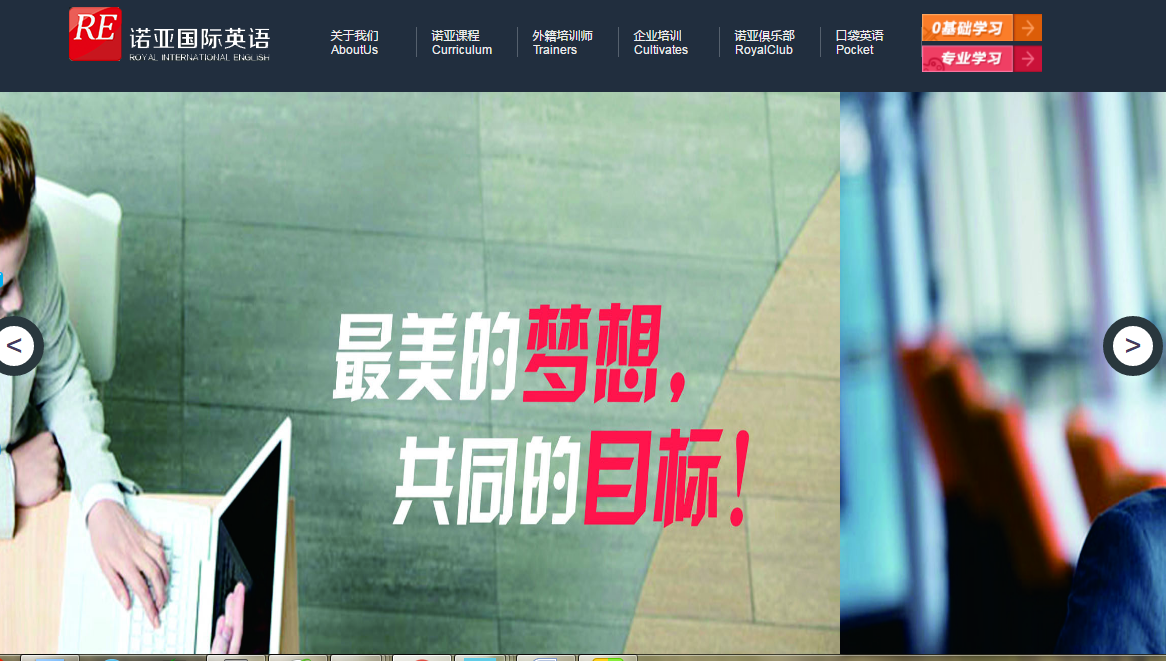 RE
诺亚国际英语
ROYAL INTERNATIONAL ENGLISH
关于我们
AboutUs
诺亚课程
Curriculum
外籍培训师
Trainers
企业培训
Cultivates
诺亚俱乐部
RoyalClub
口袋英语
Pocket
0基础学习
专业学习
<
>
最美的梦想,
共同的目标!